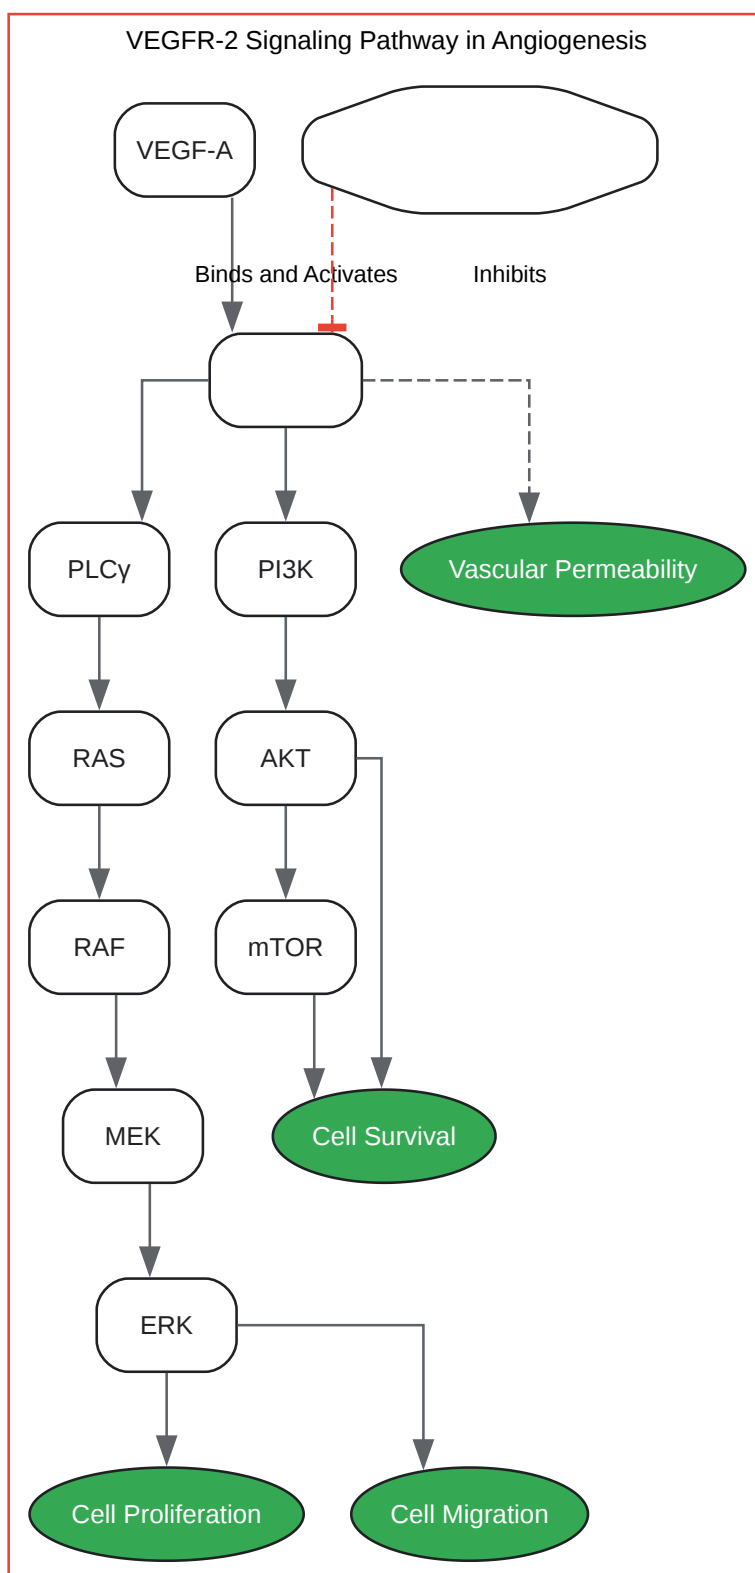 VEGFR-2 Signaling Pathway in Angiogenesis
VEGF-A
Binds and Activates
Inhibits
PLCγ
PI3K
Vascular Permeability
RAS
AKT
RAF
mTOR
MEK
Cell Survival
ERK
Cell Proliferation
Cell Migration